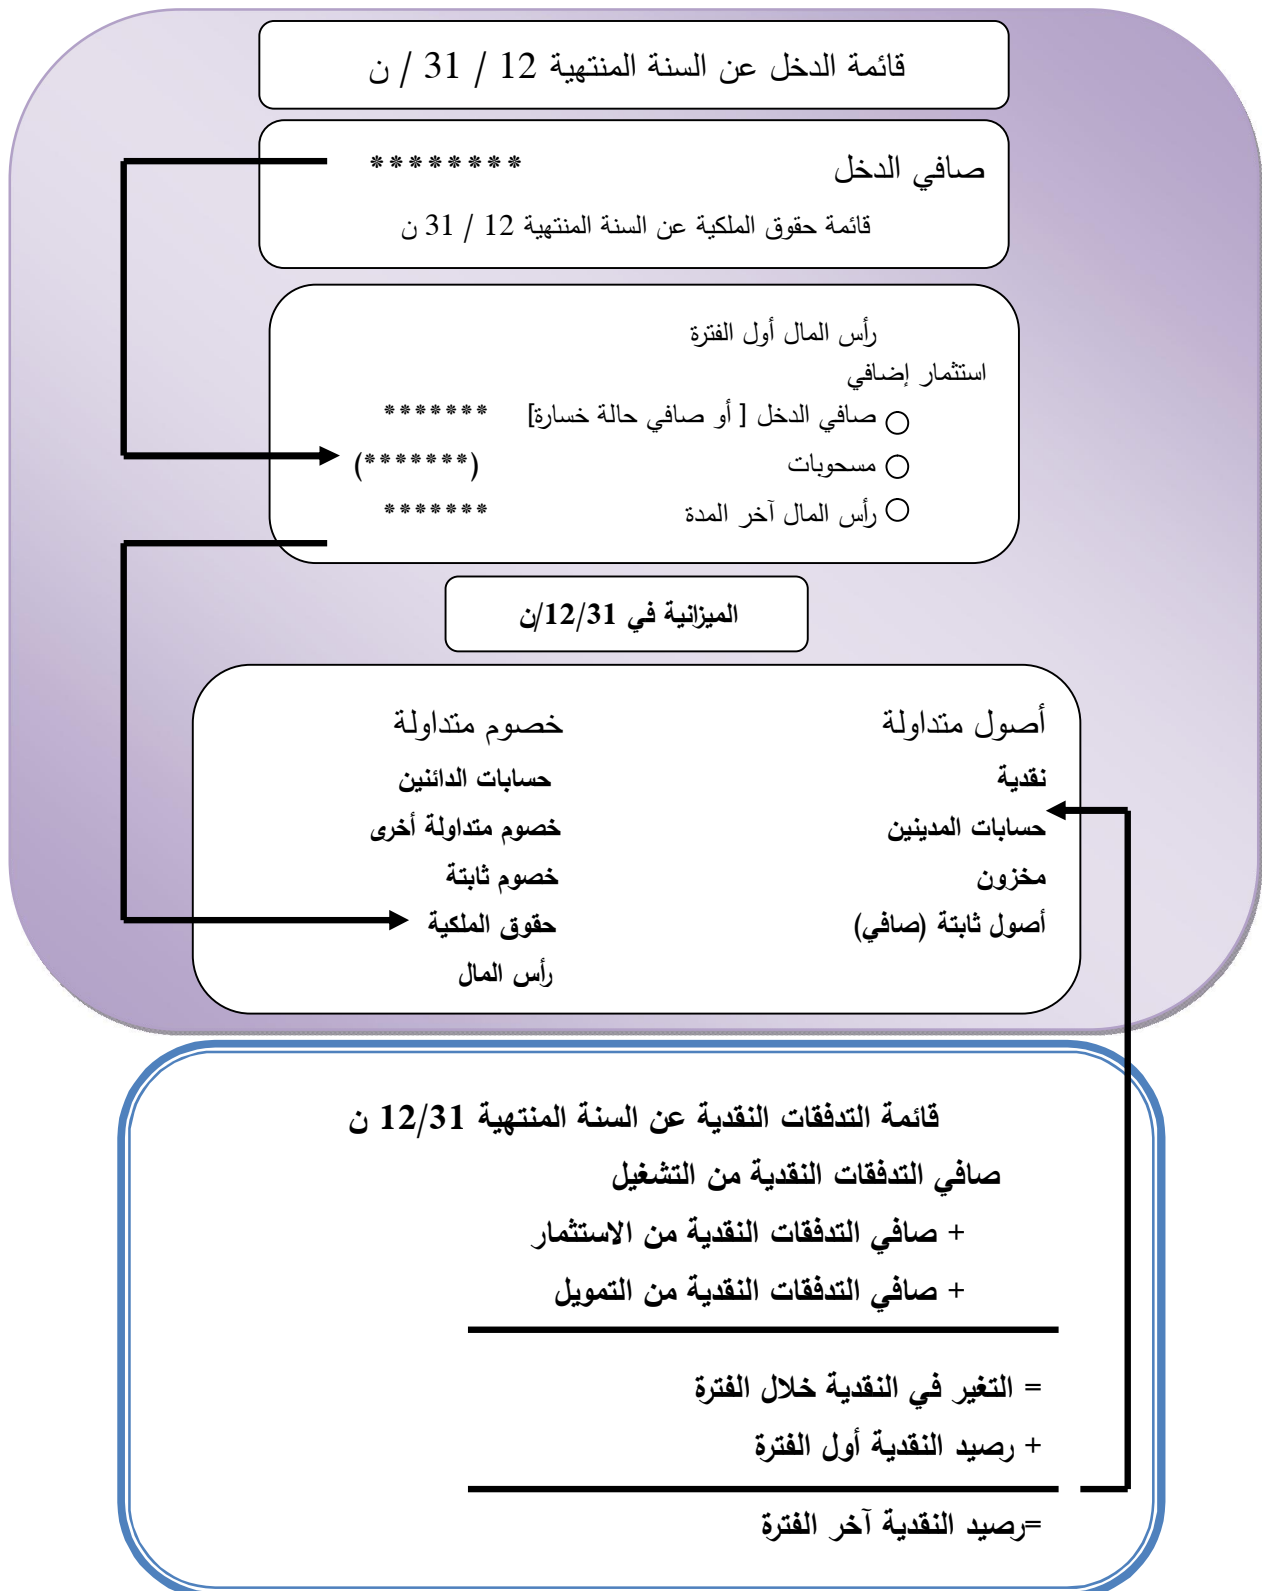 قائمة الدخل عن السنة المنتهية 12 / 31 / ن
صافي الدخل ********
قائمة حقوق الملكية عن السنة المنتهية 12 / 31 ن
رأس المال أول الفترة
استثمار إضافي
صافي الدخل [ أو صافي حالة خسارة] *******
مسحوبات (*******)
رأس المال آخر المدة *******
الميزانية في 12/31/ن
أصول متداولة خصوم متداولة
نقدية حسابات الدائنين
حسابات المدينين خصوم متداولة أخرى
مخزون خصوم ثابتة
أصول ثابتة (صافي) حقوق الملكية
رأس المال
قائمة التدفقات النقدية عن السنة المنتهية 12/31 ن
صافي التدفقات النقدية من التشغيل
+ صافي التدفقات النقدية من الاستثمار
+ صافي التدفقات النقدية من التمويل
= التغير في النقدية خلال الفترة
+ رصيد النقدية أول الفترة
=رصيد النقدية آخر الفترة